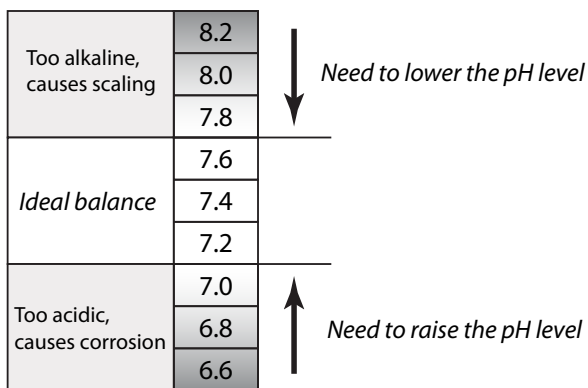 8.2
Too alkaline,
causes scaling
8.0
Need to lower the pH level
7.8
7.6
Ideal balance
7.4
7.2
7.0
Too acidic,
causes corrosion
6.8
Need to raise the pH level
6.6